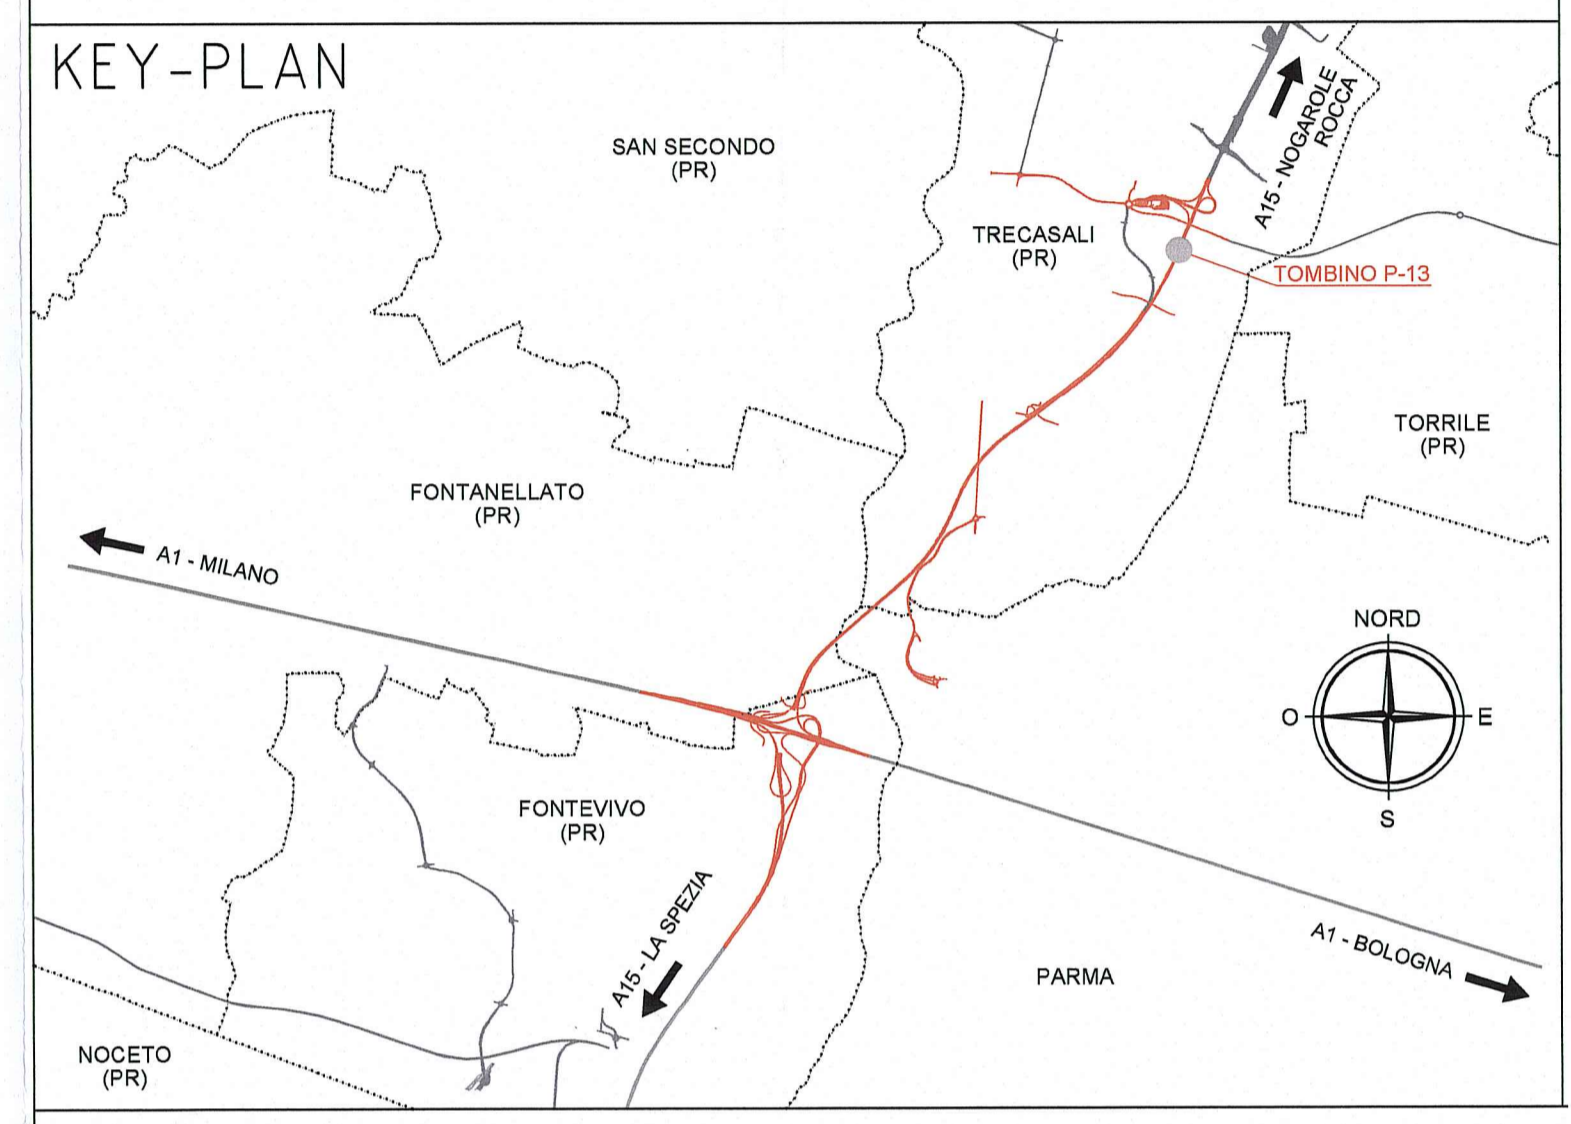 KEY-PLAN
SAN SECONDO
(PR)
A15 - NOGAROLE
ROCCA
TRECASALI
(PR)
TOMBINO P-13
TORRILE
(PR)
FONTANELLATO
(PR)
A1 - MILANO
NORD
O
E
S
FONTEVIVO
(PR)
A15 - LA SPEZIA
A1 - BOLOGNA
PARMA
NOCETO
(PR)